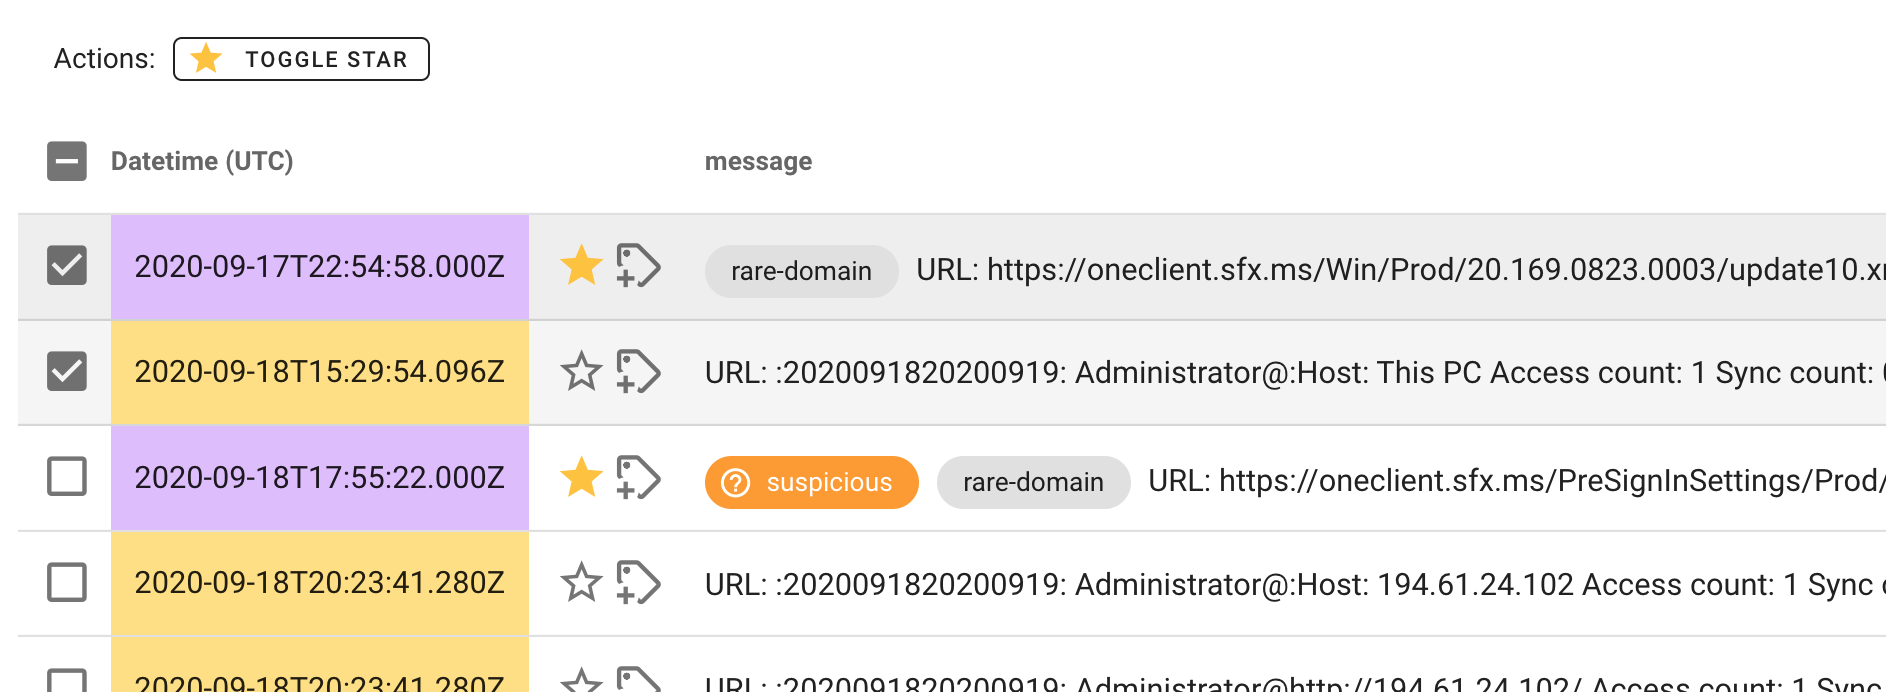 Actions: TOGGLE STAR
Datetime (UTC) message
2020-09-17T22:54:58.000Z rare-domain URL: https://oneclient.sfx.ms/Win/Prod/20.169.0823.0003/update10.x
2020-09-18T15:29:54.096Z URL: :2020091820200919: Administrator@:Host: This PC Access count: 1 Sync count:
2020-09-18T17:55:22.000Z suspicious rare-domain URL: https://oneclient.sfx.ms/PreSignInSettings/Prod/
2020-09-18T20:23:41.280Z URL: :2020091820200919: Administrator@:Host: 194.61.24.102 Access count: 1 Sync
2020-09-18T20:23:41.280Z URL: :2020091820200919: Administrator@http://194.61.24.102/ Access count: 1 Sync